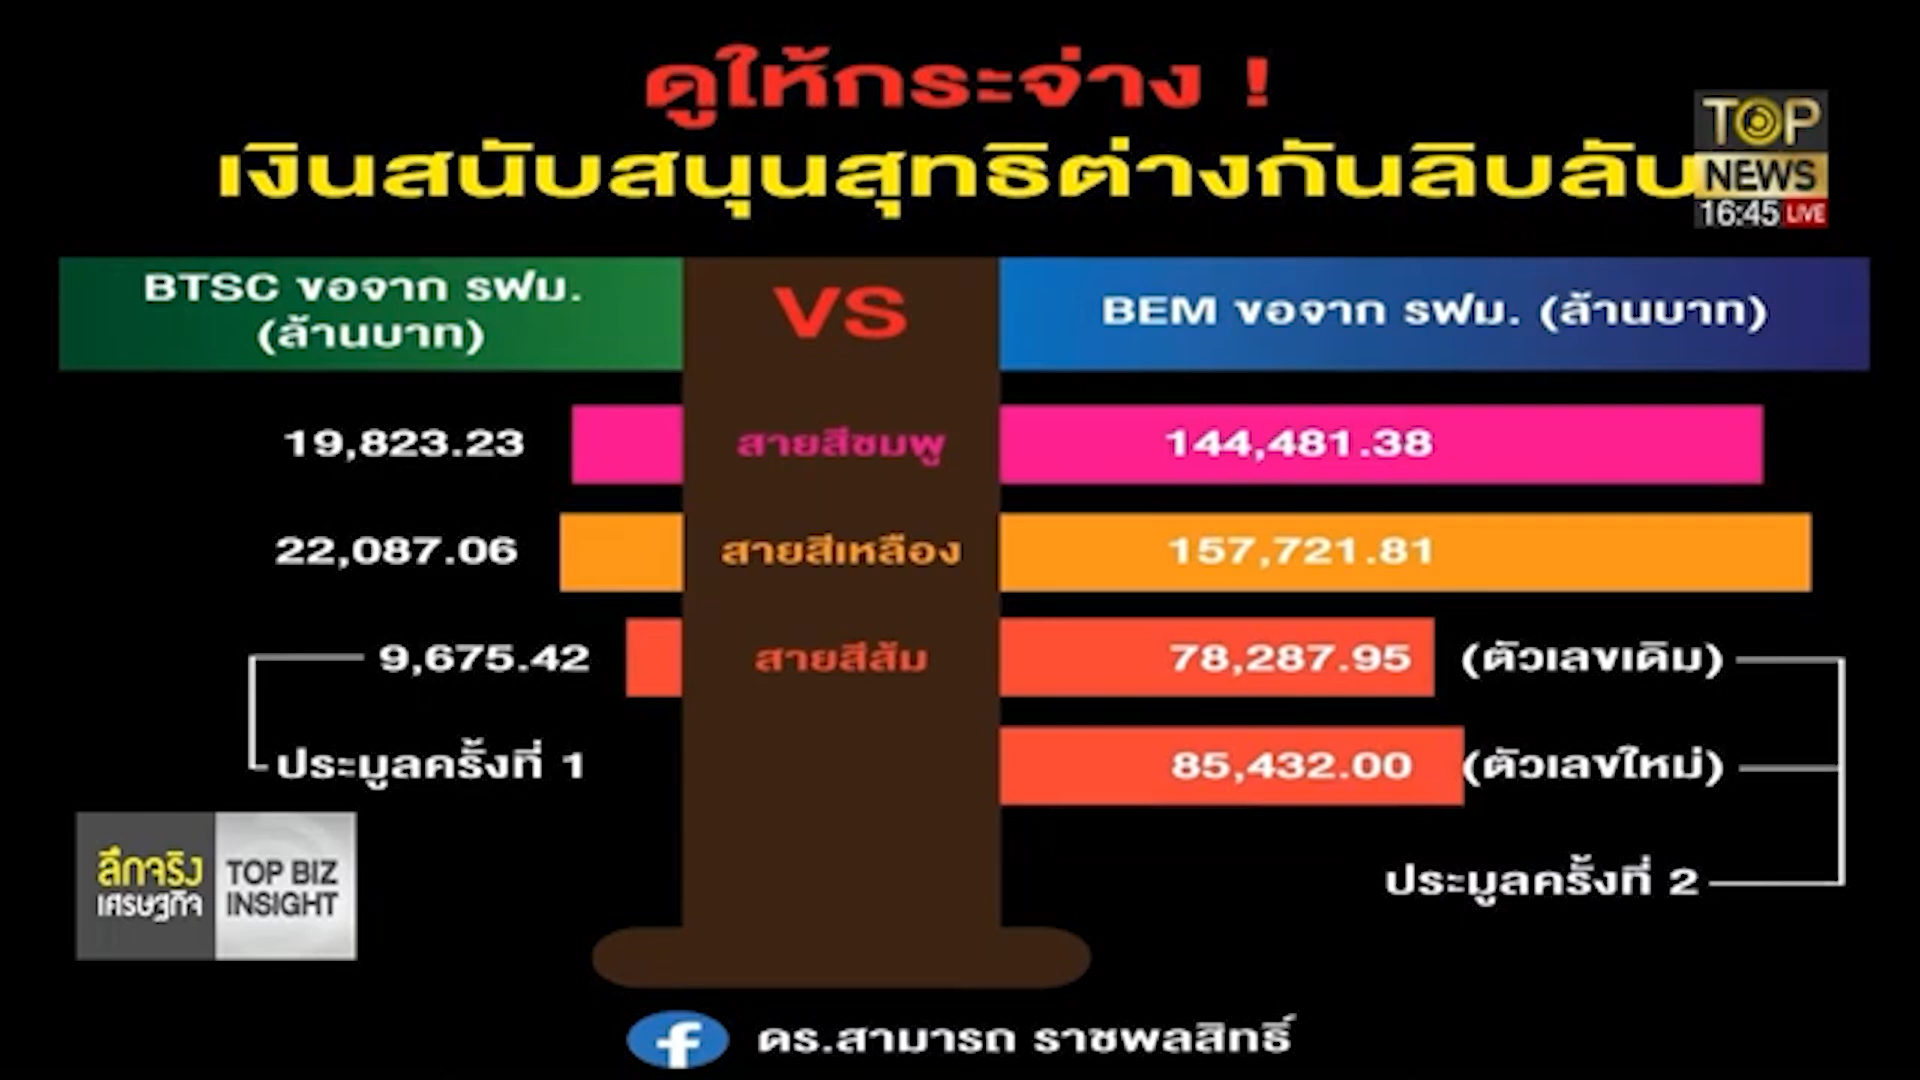 ดูให้กระจ่าง !
เงินสนับสนุนสุทธิต่างกันลิบลับ
TOP
NEWS
16:45 LIVE
BTSC ขอจาก รฟม.
(ล้านบาท)
VS
BEM ขอจาก รฟม. (ล้านบาท)
19,823.23 สายสีชมพู 144,481.38
22,087.06 สายสีเหลือง 157,721.81
9,675.42 สายสีส้ม 78,287.95 (ตัวเลขเดิม)
ประมูลครั้งที่ 1 85,432.00 (ตัวเลขใหม่)
ประมูลครั้งที่ 2
ลึกจริง
เศรษฐกิจ
TOP BIZ
INSIGHT
f ดร.สามารถ ราชพลสิทธิ์